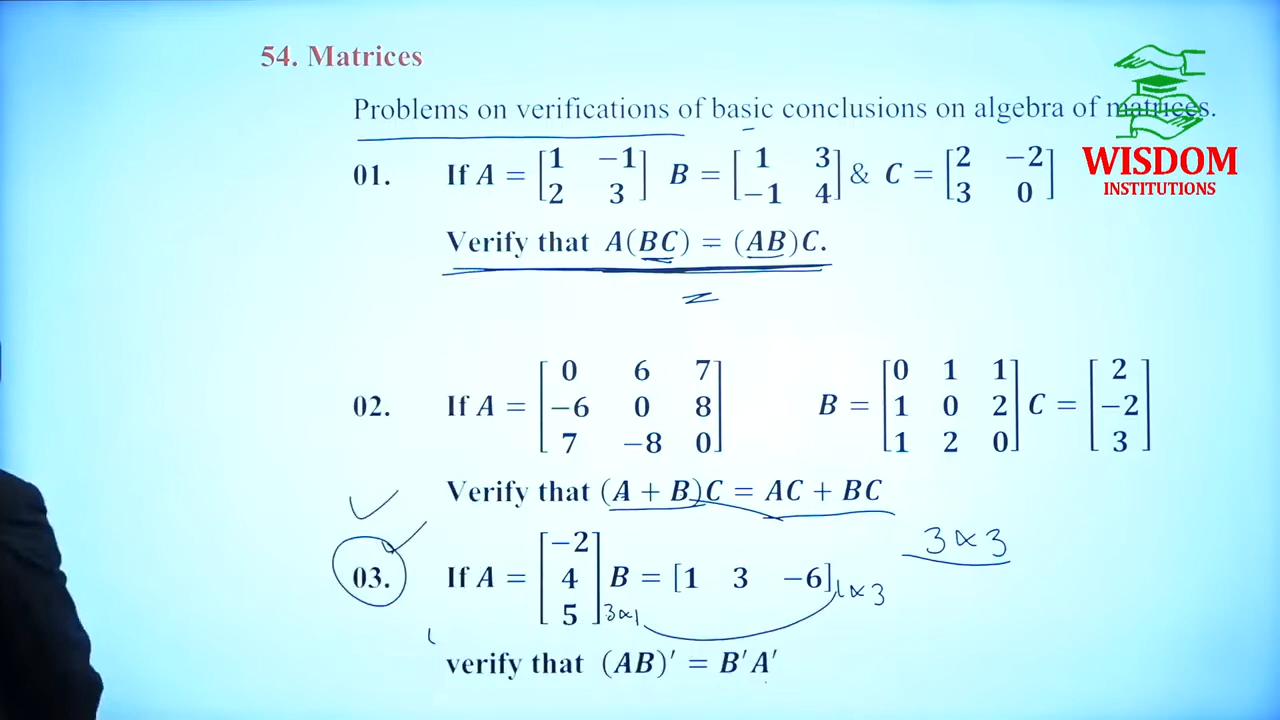 54. Matrices
Problems on verifications of basic conclusions on algebra of matrices.
WISDOM
INSTITUTIONS
01. If A = [1 −1; 2 3] B = [1 3; −1 4] & C = [2 −2; 3 0]
Verify that A(BC) = (AB)C.
02. If A = [0 6 7; −6 0 8; 7 −8 0] B = [0 1 1; 1 0 2; 1 2 0] C = [2; −2; 3]
Verify that (A + B)C = AC + BC
3×3
03. If A = [−2; 4; 5] 3×1 B = [1 3 −6] 1×3
verify that (AB)′ = B′A′